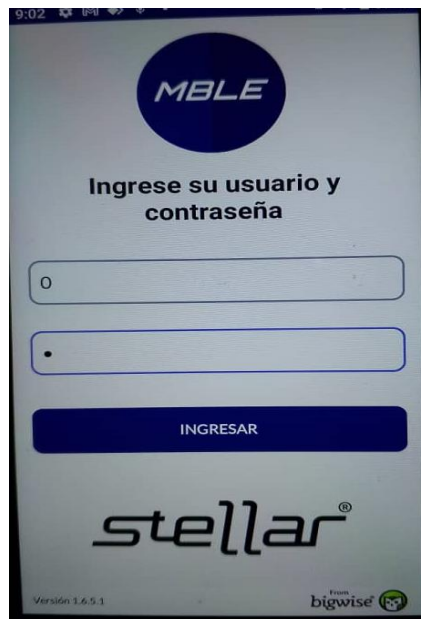 9:02
MBLE
Ingrese su usuario y
contraseña
0
•
INGRESAR
stellar®
Versión 1.6.5.1
From
bigwise